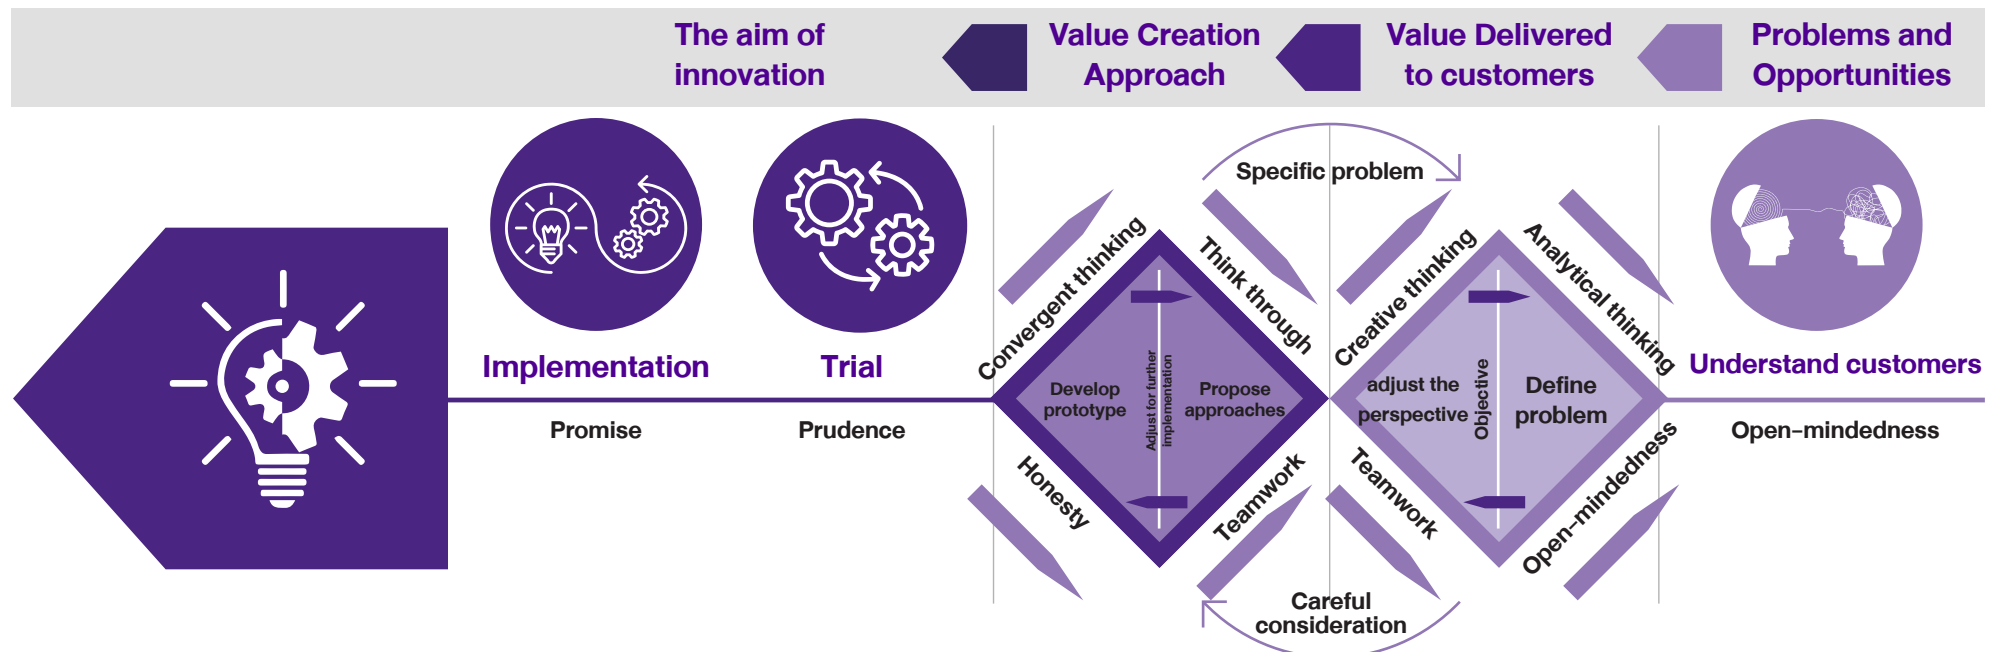 The aim of
innovation
Value Creation
Approach
Value Delivered
to customers
Problems and
Opportunities
Implementation
Promise
Trial
Prudence
Convergent thinking
Think through
Develop
prototype
Adjust for further
implementation
Propose
approaches
Honesty
Teamwork
Specific problem
Creative thinking
Analytical thinking
adjust the
perspective
Objective
Define
problem
Teamwork
Open–mindedness
Careful
consideration
Understand customers
Open–mindedness